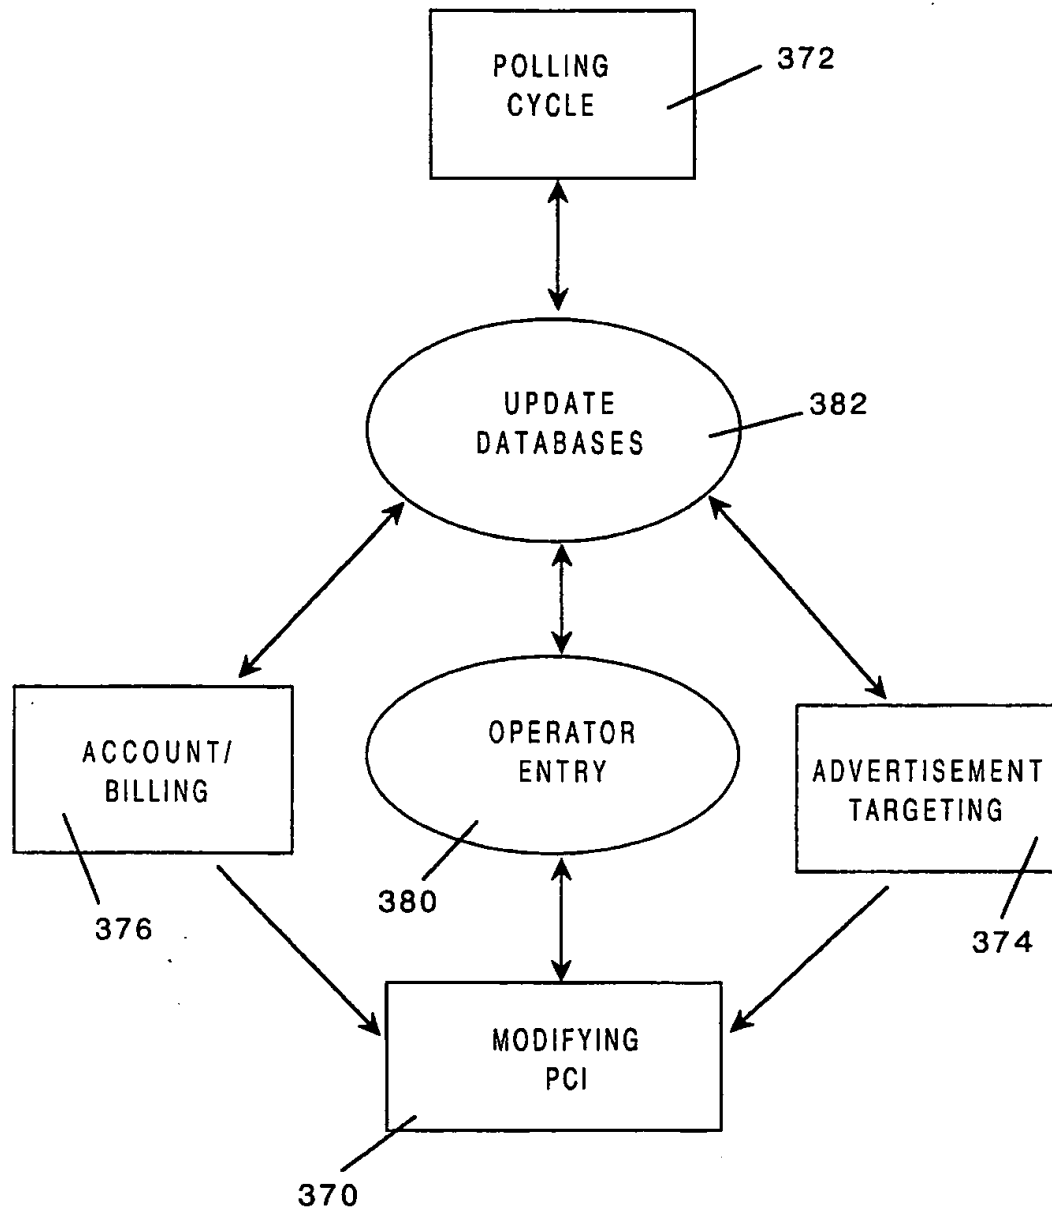 POLLING
CYCLE
372
UPDATE
DATABASES
382
ACCOUNT/
BILLING
376
OPERATOR
ENTRY
380
ADVERTISEMENT
TARGETING
374
MODIFYING
PCI
370